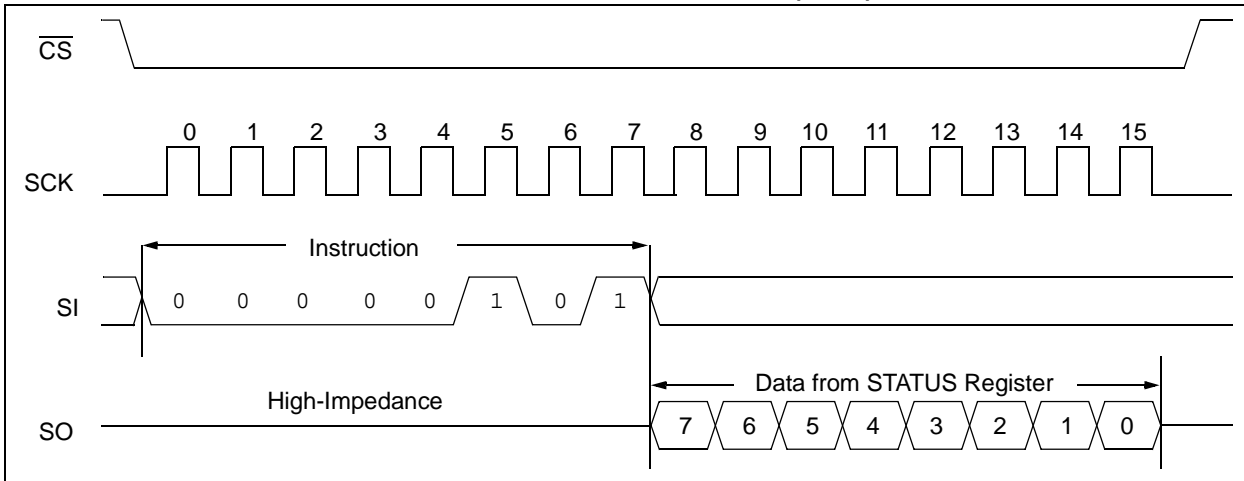 CS
0 1 2 3 4 5 6 7 8 9 10 11 12 13 14 15
SCK
Instruction
SI 0 0 0 0 0 1 0 1
Data from STATUS Register
High-Impedance
SO 7 6 5 4 3 2 1 0